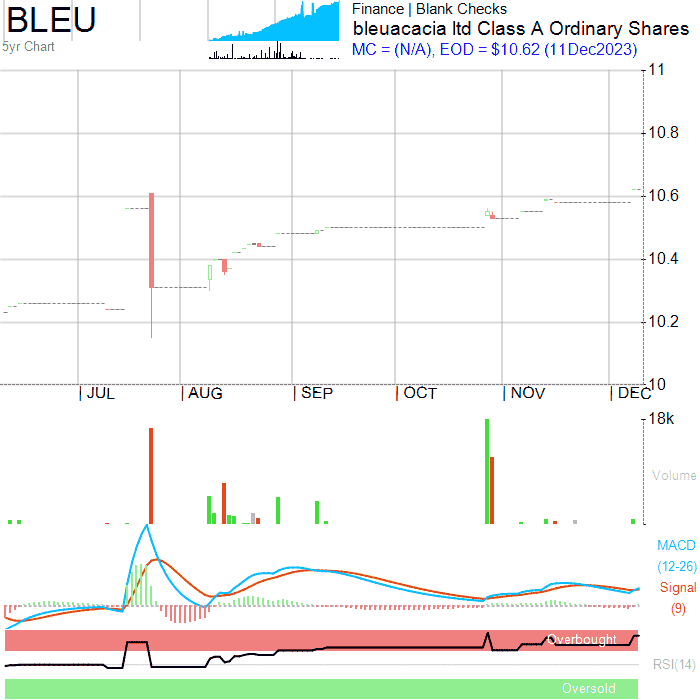 BLEU
5yr Chart
Finance | Blank Checks
bleuacacia ltd Class A Ordinary Shares
MC = (N/A), EOD = $10.62 (11Dec2023)
11
10.8
10.6
10.4
10.2
10
JUL AUG SEP OCT NOV DEC
18k
Volume
MACD
(12-26)
Signal
(9)
Overbought
RSI(14)
Oversold